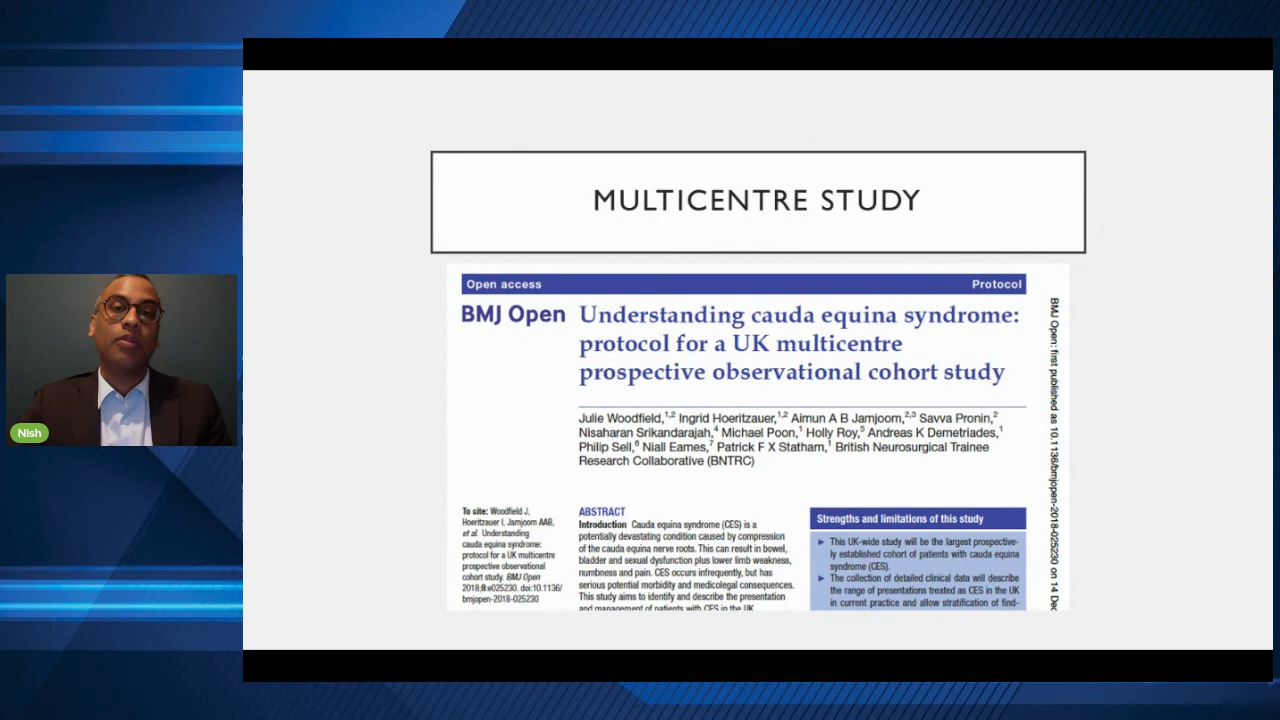 MULTICENTRE STUDY
Open access
Protocol
BMJ Open
Understanding cauda equina syndrome:
protocol for a UK multicentre
prospective observational cohort study
Julie Woodfield,1,2 Ingrid Hoeritzauer,1,2 Aimun A B Jamjoom,2,3 Savva Pronin,2
Nisaharan Srikandarajah,4 Michael Poon,1 Holly Roy,5 Andreas K Demetriades,1
Philip Sell,6 Niall Eames,7 Patrick F X Statham,1 British Neurosurgical Trainee
Research Collaborative (BNTRC)
To cite: Woodfield J,
Hoeritzauer I, Jamjoom AAB,
et al. Understanding
cauda equina syndrome:
protocol for a UK multicentre
prospective observational
cohort study. BMJ Open
2018;8:e025230. doi:10.1136/
bmjopen-2018-025230
ABSTRACT
Introduction Cauda equina syndrome (CES) is a
potentially devastating condition caused by compression
of the cauda equina nerve roots. This can result in bowel,
bladder and sexual dysfunction plus lower limb weakness,
numbness and pain. CES occurs infrequently, but has
serious potential morbidity and medicolegal consequences.
This study aims to identify and describe the presentation
and management of patients with CES in the UK.
Strengths and limitations of this study
► This UK-wide study will be the largest prospective-
ly established cohort of patients with cauda equina
syndrome (CES).
► The collection of detailed clinical data will describe
the range of presentations treated as CES in the UK
in current practice and allow stratification of find-
BMJ Open: first published as 10.1136/bmjopen-2018-025230 on 14 Dec
Nish